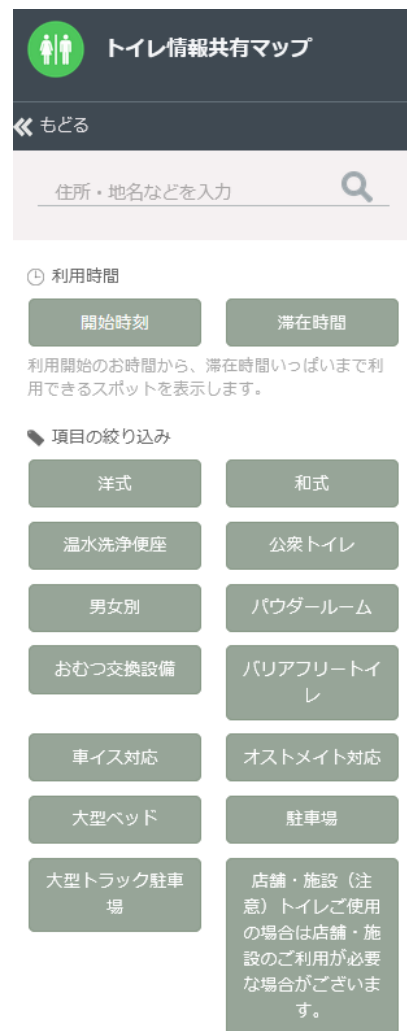 トイレ情報共有マップ
もどる
住所・地名などを入力
利用時間
開始時刻
滞在時間
利用開始のお時間から、滞在時間いっぱいまで利
用できるスポットを表示します。
項目の絞り込み
洋式
和式
温水洗浄便座
公衆トイレ
男女別
パウダールーム
おむつ交換設備
バリアフリートイ
レ
車イス対応
オストメイト対応
大型ベッド
駐車場
大型トラック駐車
場
店舗・施設（注
意）トイレご使用
の場合は店舗・施
設のご利用が必要
な場合がございま
す。